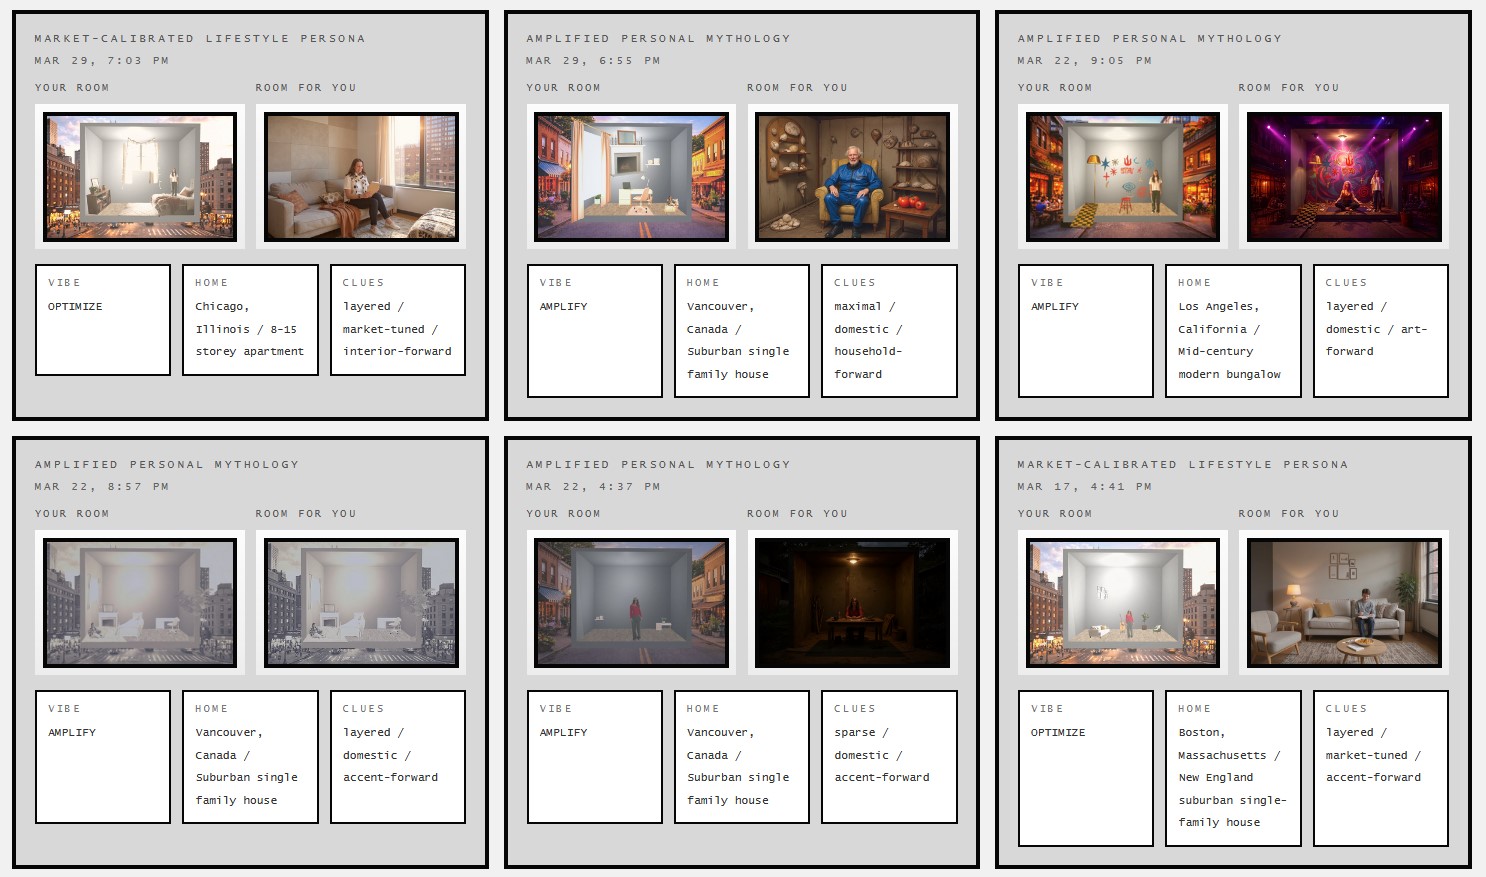 MARKET-CALIBRATED LIFESTYLE PERSONA
MAR 29, 7:03 PM
YOUR ROOM
ROOM FOR YOU
VIBE
OPTIMIZE
HOME
Chicago,
Illinois / 8-15
storey apartment
CLUES
layered /
market-tuned /
interior-forward
AMPLIFIED PERSONAL MYTHOLOGY
MAR 29, 6:55 PM
YOUR ROOM
ROOM FOR YOU
VIBE
AMPLIFY
HOME
Vancouver,
Canada /
Suburban single
family house
CLUES
maximal /
domestic /
household-
forward
AMPLIFIED PERSONAL MYTHOLOGY
MAR 22, 9:05 PM
YOUR ROOM
ROOM FOR YOU
VIBE
AMPLIFY
HOME
Los Angeles,
California /
Mid-century
modern bungalow
CLUES
layered /
domestic / art-
forward
AMPLIFIED PERSONAL MYTHOLOGY
MAR 22, 8:57 PM
YOUR ROOM
ROOM FOR YOU
VIBE
AMPLIFY
HOME
Vancouver,
Canada /
Suburban single
family house
CLUES
layered /
domestic /
accent-forward
AMPLIFIED PERSONAL MYTHOLOGY
MAR 22, 4:37 PM
YOUR ROOM
ROOM FOR YOU
VIBE
AMPLIFY
HOME
Vancouver,
Canada /
Suburban single
family house
CLUES
sparse /
domestic /
accent-forward
MARKET-CALIBRATED LIFESTYLE PERSONA
MAR 17, 4:41 PM
YOUR ROOM
ROOM FOR YOU
VIBE
OPTIMIZE
HOME
Boston,
Massachusetts /
New England
suburban single-
family house
CLUES
layered /
market-tuned /
accent-forward